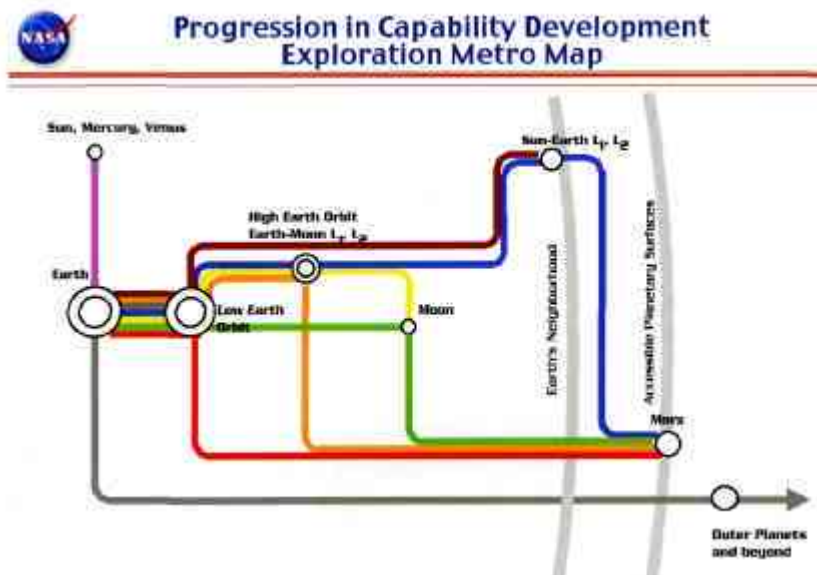 NASA
Progression in Capability Development
Exploration Metro Map
Sun, Mercury, Venus
Sun-Earth L1, L2
High Earth Orbit
Earth-Moon L1, L2
Earth
Low Earth
Orbit
Moon
Earth's Neighborhood
Accessible Planetary Surfaces
Mars
Outer Planets
and beyond